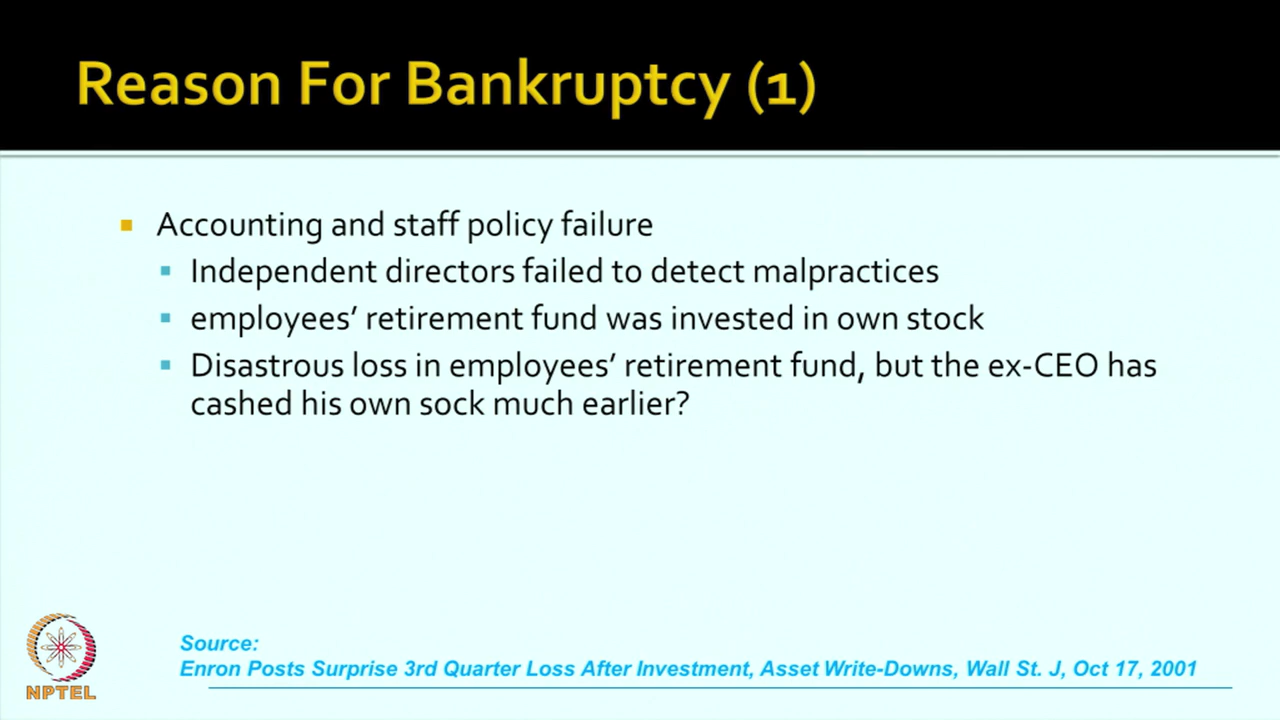 Reason For Bankruptcy (1)
Accounting and staff policy failure
Independent directors failed to detect malpractices
employees’ retirement fund was invested in own stock
Disastrous loss in employees’ retirement fund, but the ex-CEO has
cashed his own sock much earlier?
Source:
Enron Posts Surprise 3rd Quarter Loss After Investment, Asset Write-Downs, Wall St. J, Oct 17, 2001
NPTEL